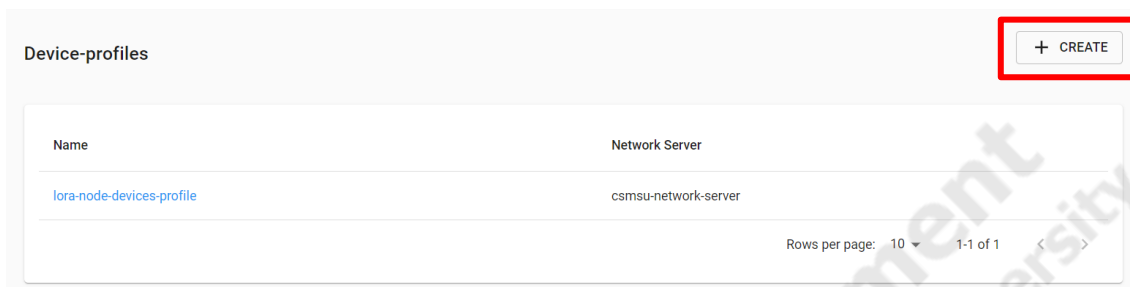 Device-profiles
+ CREATE
Name Network Server
lora-node-devices-profile csmsu-network-server
Rows per page: 10 1-1 of 1